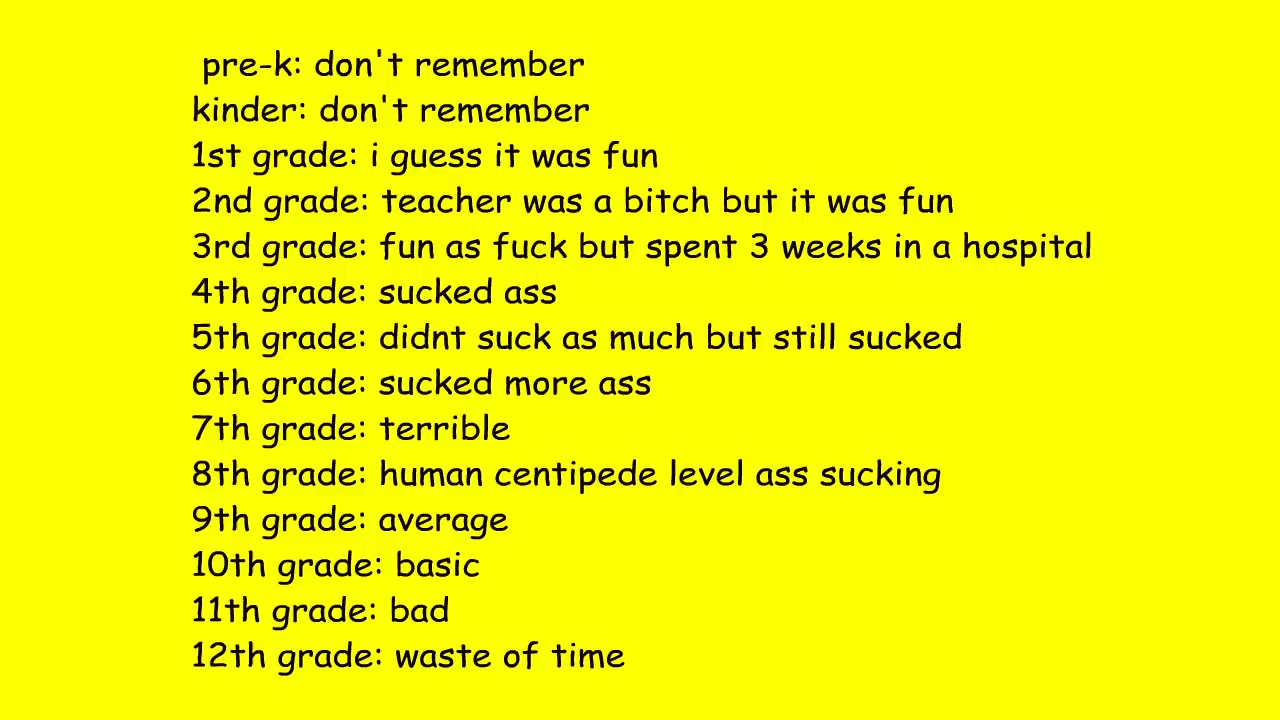 pre-k: don't remember
kinder: don't remember
1st grade: i guess it was fun
2nd grade: teacher was a bitch but it was fun
3rd grade: fun as fuck but spent 3 weeks in a hospital
4th grade: sucked ass
5th grade: didnt suck as much but still sucked
6th grade: sucked more ass
7th grade: terrible
8th grade: human centipede level ass sucking
9th grade: average
10th grade: basic
11th grade: bad
12th grade: waste of time